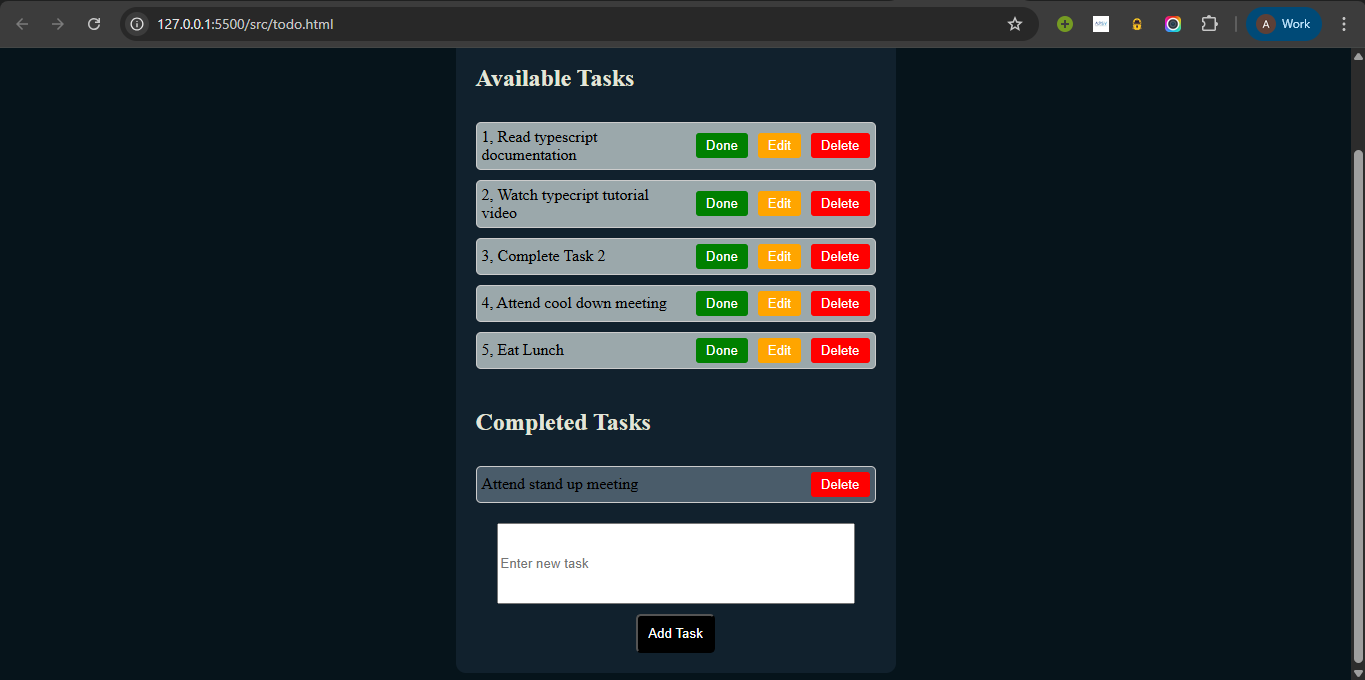 127.0.0.1:5500/src/todo.html
A Work
Available Tasks
1, Read typescript
documentation
Done Edit Delete
2, Watch typecript tutorial
video
Done Edit Delete
3, Complete Task 2 Done Edit Delete
4, Attend cool down meeting Done Edit Delete
5, Eat Lunch Done Edit Delete
Completed Tasks
Attend stand up meeting Delete
Enter new task
Add Task